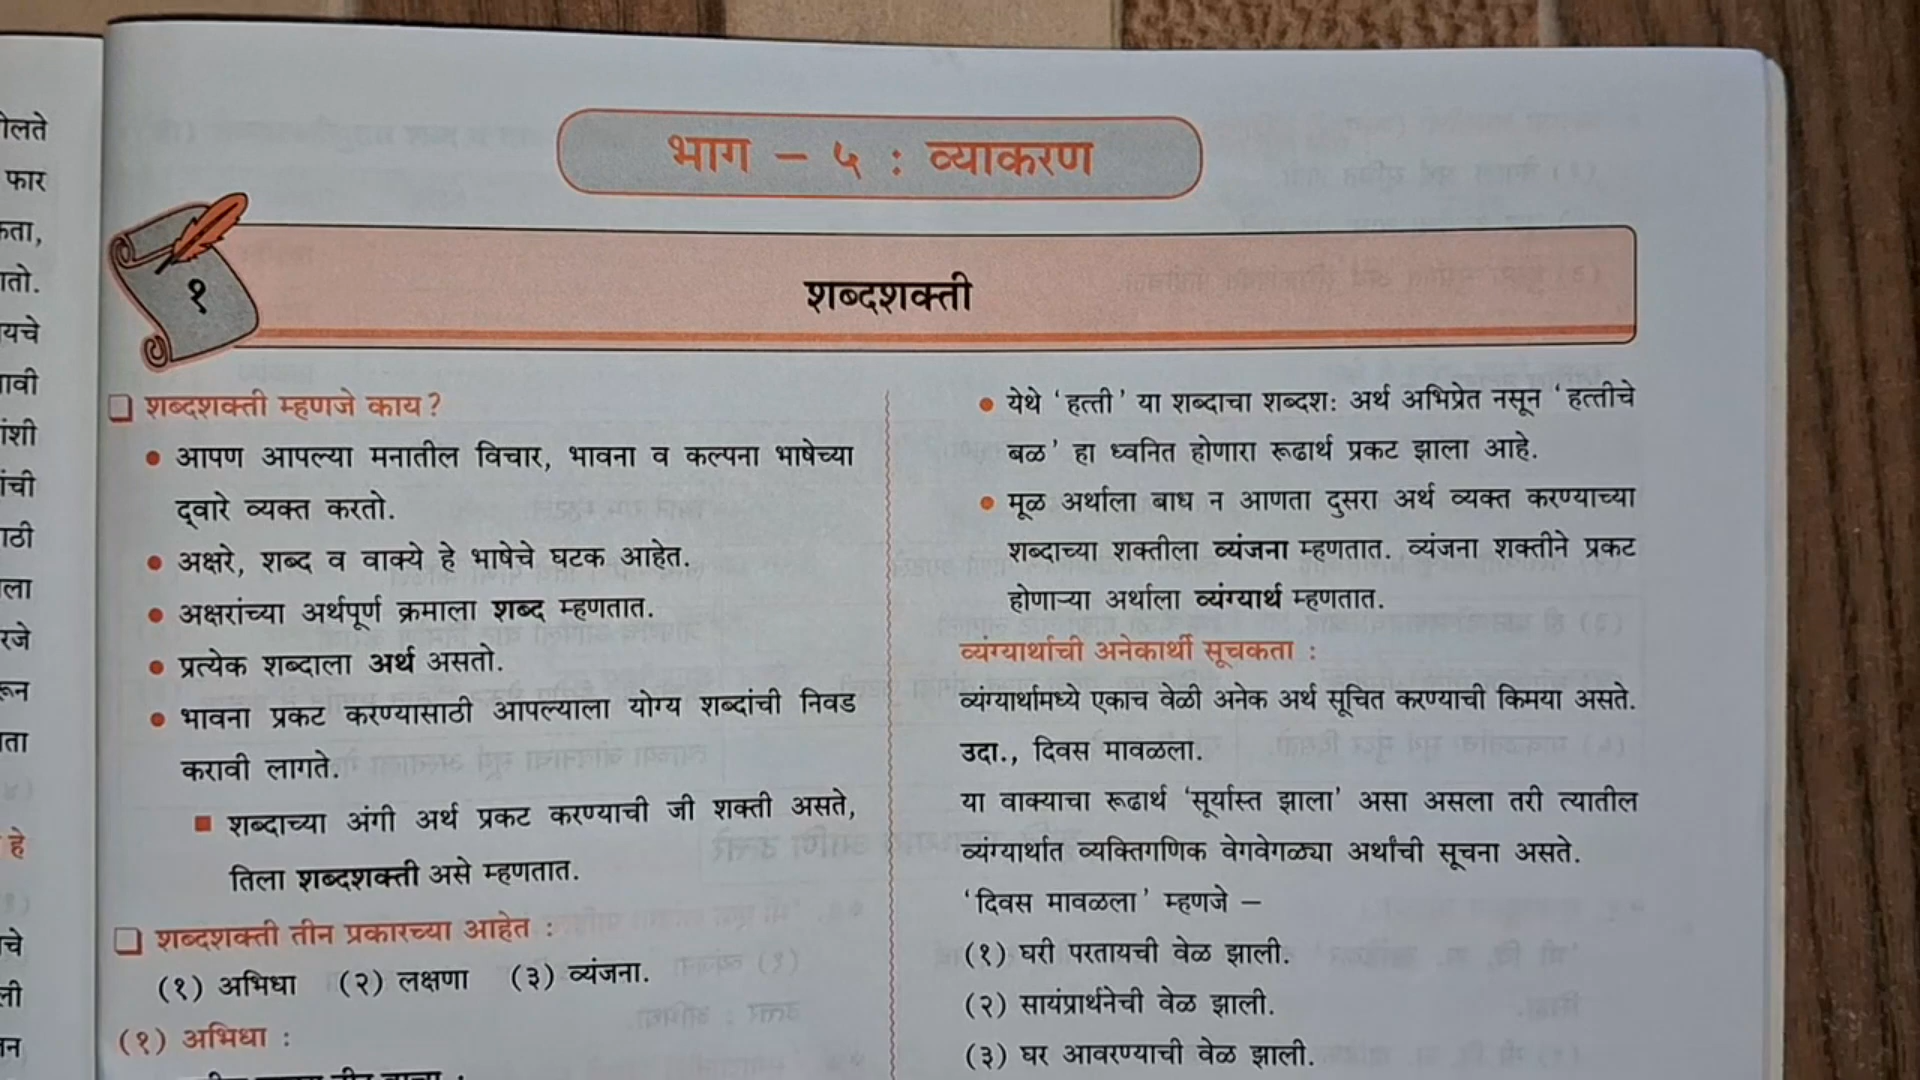 भाग – ५ : व्याकरण
१
शब्दशक्ती
शब्दशक्ती म्हणजे काय?
• आपण आपल्या मनातील विचार, भावना व कल्पना भाषेच्या
द्वारे व्यक्त करतो.
• अक्षरे, शब्द व वाक्ये हे भाषेचे घटक आहेत.
• अक्षरांच्या अर्थपूर्ण क्रमाला शब्द म्हणतात.
• प्रत्येक शब्दाला अर्थ असतो.
• भावना प्रकट करण्यासाठी आपल्याला योग्य शब्दांची निवड
करावी लागते.
शब्दाच्या अंगी अर्थ प्रकट करण्याची जी शक्ती असते,
तिला शब्दशक्ती असे म्हणतात.
शब्दशक्ती तीन प्रकारच्या आहेत :
(१) अभिधा (२) लक्षणा (३) व्यंजना.
(१) अभिधा :
• येथे ‘हत्ती’ या शब्दाचा शब्दशः अर्थ अभिप्रेत नसून ‘हत्तीचे
बळ’ हा ध्वनित होणारा रूढार्थ प्रकट झाला आहे.
• मूळ अर्थाला बाध न आणता दुसरा अर्थ व्यक्त करण्याच्या
शब्दाच्या शक्तीला व्यंजना म्हणतात. व्यंजना शक्तीने प्रकट
होणाऱ्या अर्थाला व्यंग्यार्थ म्हणतात.
व्यंग्यार्थाची अनेकार्थी सूचकता :
व्यंग्यार्थामध्ये एकाच वेळी अनेक अर्थ सूचित करण्याची किमया असते.
उदा., दिवस मावळला.
या वाक्याचा रूढार्थ ‘सूर्यास्त झाला’ असा असला तरी त्यातील
व्यंग्यार्थात व्यक्तिगणिक वेगवेगळ्या अर्थांची सूचना असते.
‘दिवस मावळला’ म्हणजे –
(१) घरी परतायची वेळ झाली.
(२) सायंप्रार्थनेची वेळ झाली.
(३) घर आवरण्याची वेळ झाली.